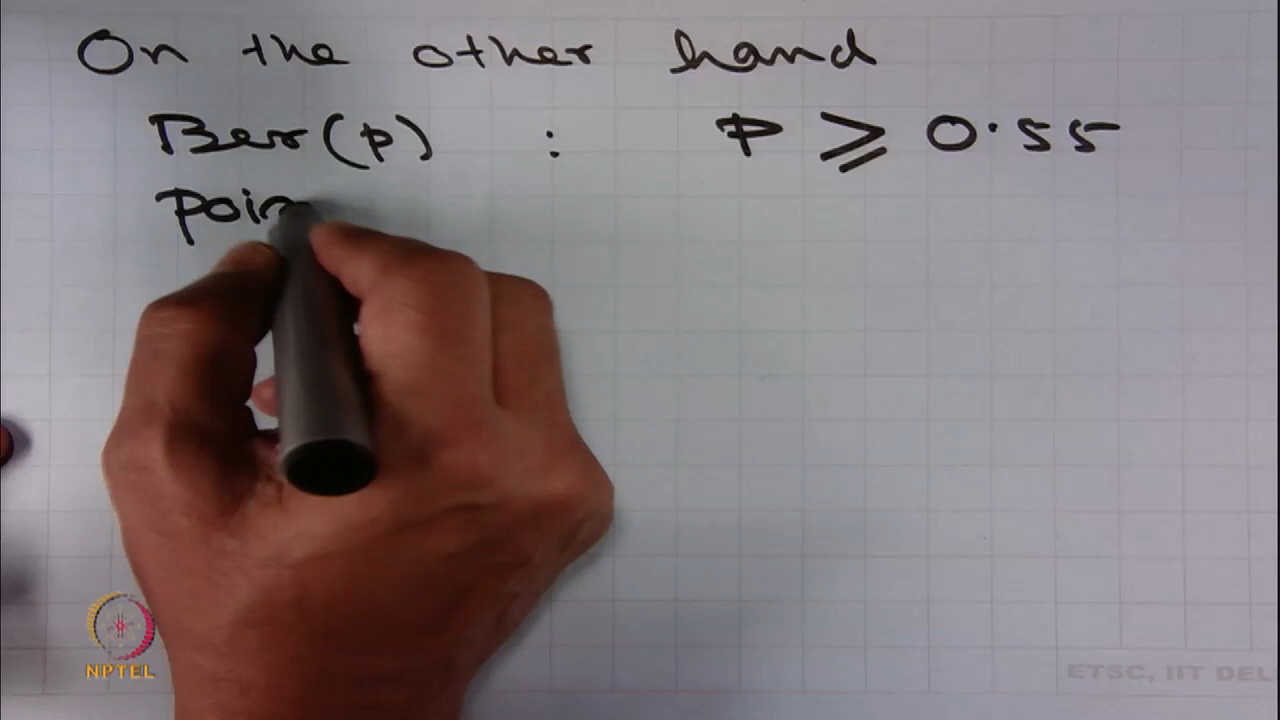 On the other hand
Ber(p) : p ⩾ 0.55
Poi
NPTEL
ETSC, IIT DEL